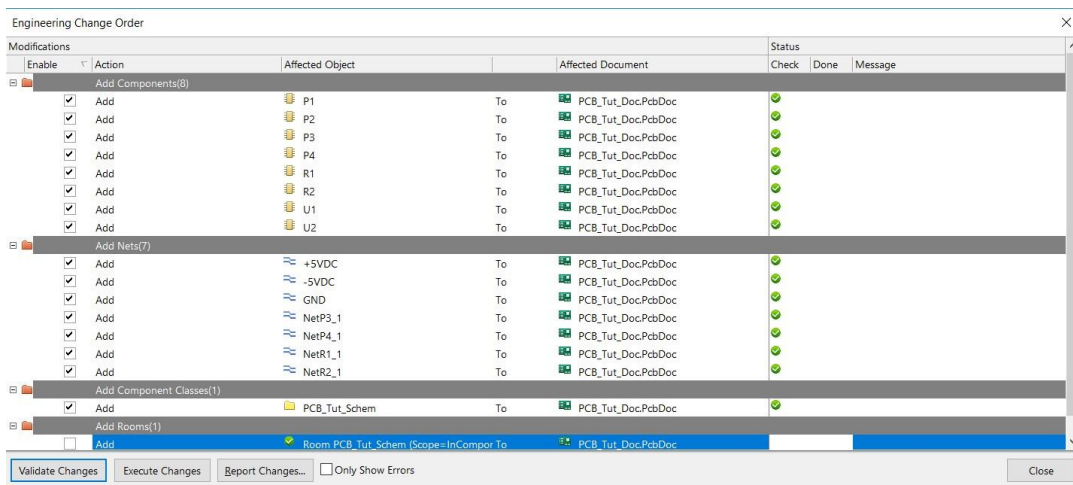 Engineering Change Order
Modifications Status
Enable Action Affected Object Affected Document Check Done Message
Add Components(8)
Add P1 To PCB_Tut_Doc.PcbDoc
Add P2 To PCB_Tut_Doc.PcbDoc
Add P3 To PCB_Tut_Doc.PcbDoc
Add P4 To PCB_Tut_Doc.PcbDoc
Add R1 To PCB_Tut_Doc.PcbDoc
Add R2 To PCB_Tut_Doc.PcbDoc
Add U1 To PCB_Tut_Doc.PcbDoc
Add U2 To PCB_Tut_Doc.PcbDoc
Add Nets(7)
Add +5VDC To PCB_Tut_Doc.PcbDoc
Add -5VDC To PCB_Tut_Doc.PcbDoc
Add GND To PCB_Tut_Doc.PcbDoc
Add NetP3_1 To PCB_Tut_Doc.PcbDoc
Add NetP4_1 To PCB_Tut_Doc.PcbDoc
Add NetR1_1 To PCB_Tut_Doc.PcbDoc
Add NetR2_1 To PCB_Tut_Doc.PcbDoc
Add Component Classes(1)
Add PCB_Tut_Schem To PCB_Tut_Doc.PcbDoc
Add Rooms(1)
Add Room PCB_Tut_Schem (Scope=InCompor To PCB_Tut_Doc.PcbDoc
Validate Changes Execute Changes Report Changes... Only Show Errors Close